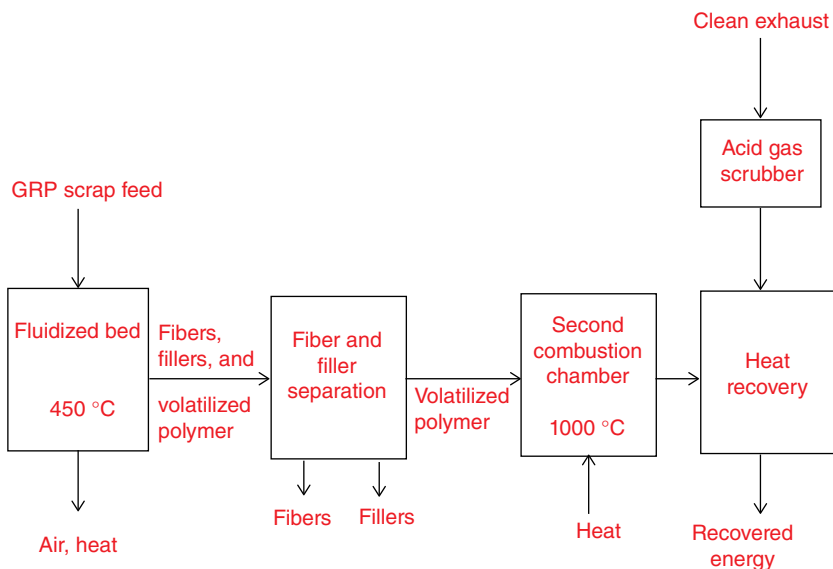 Clean exhaust
Acid gas
scrubber
GRP scrap feed
Fluidized bed
450 °C
Fibers,
fillers, and
volatilized
polymer
Fiber and
filler
separation
Fibers
Fillers
Volatilized
polymer
Second
combustion
chamber
1000 °C
Heat
recovery
Air, heat
Heat
Recovered
energy